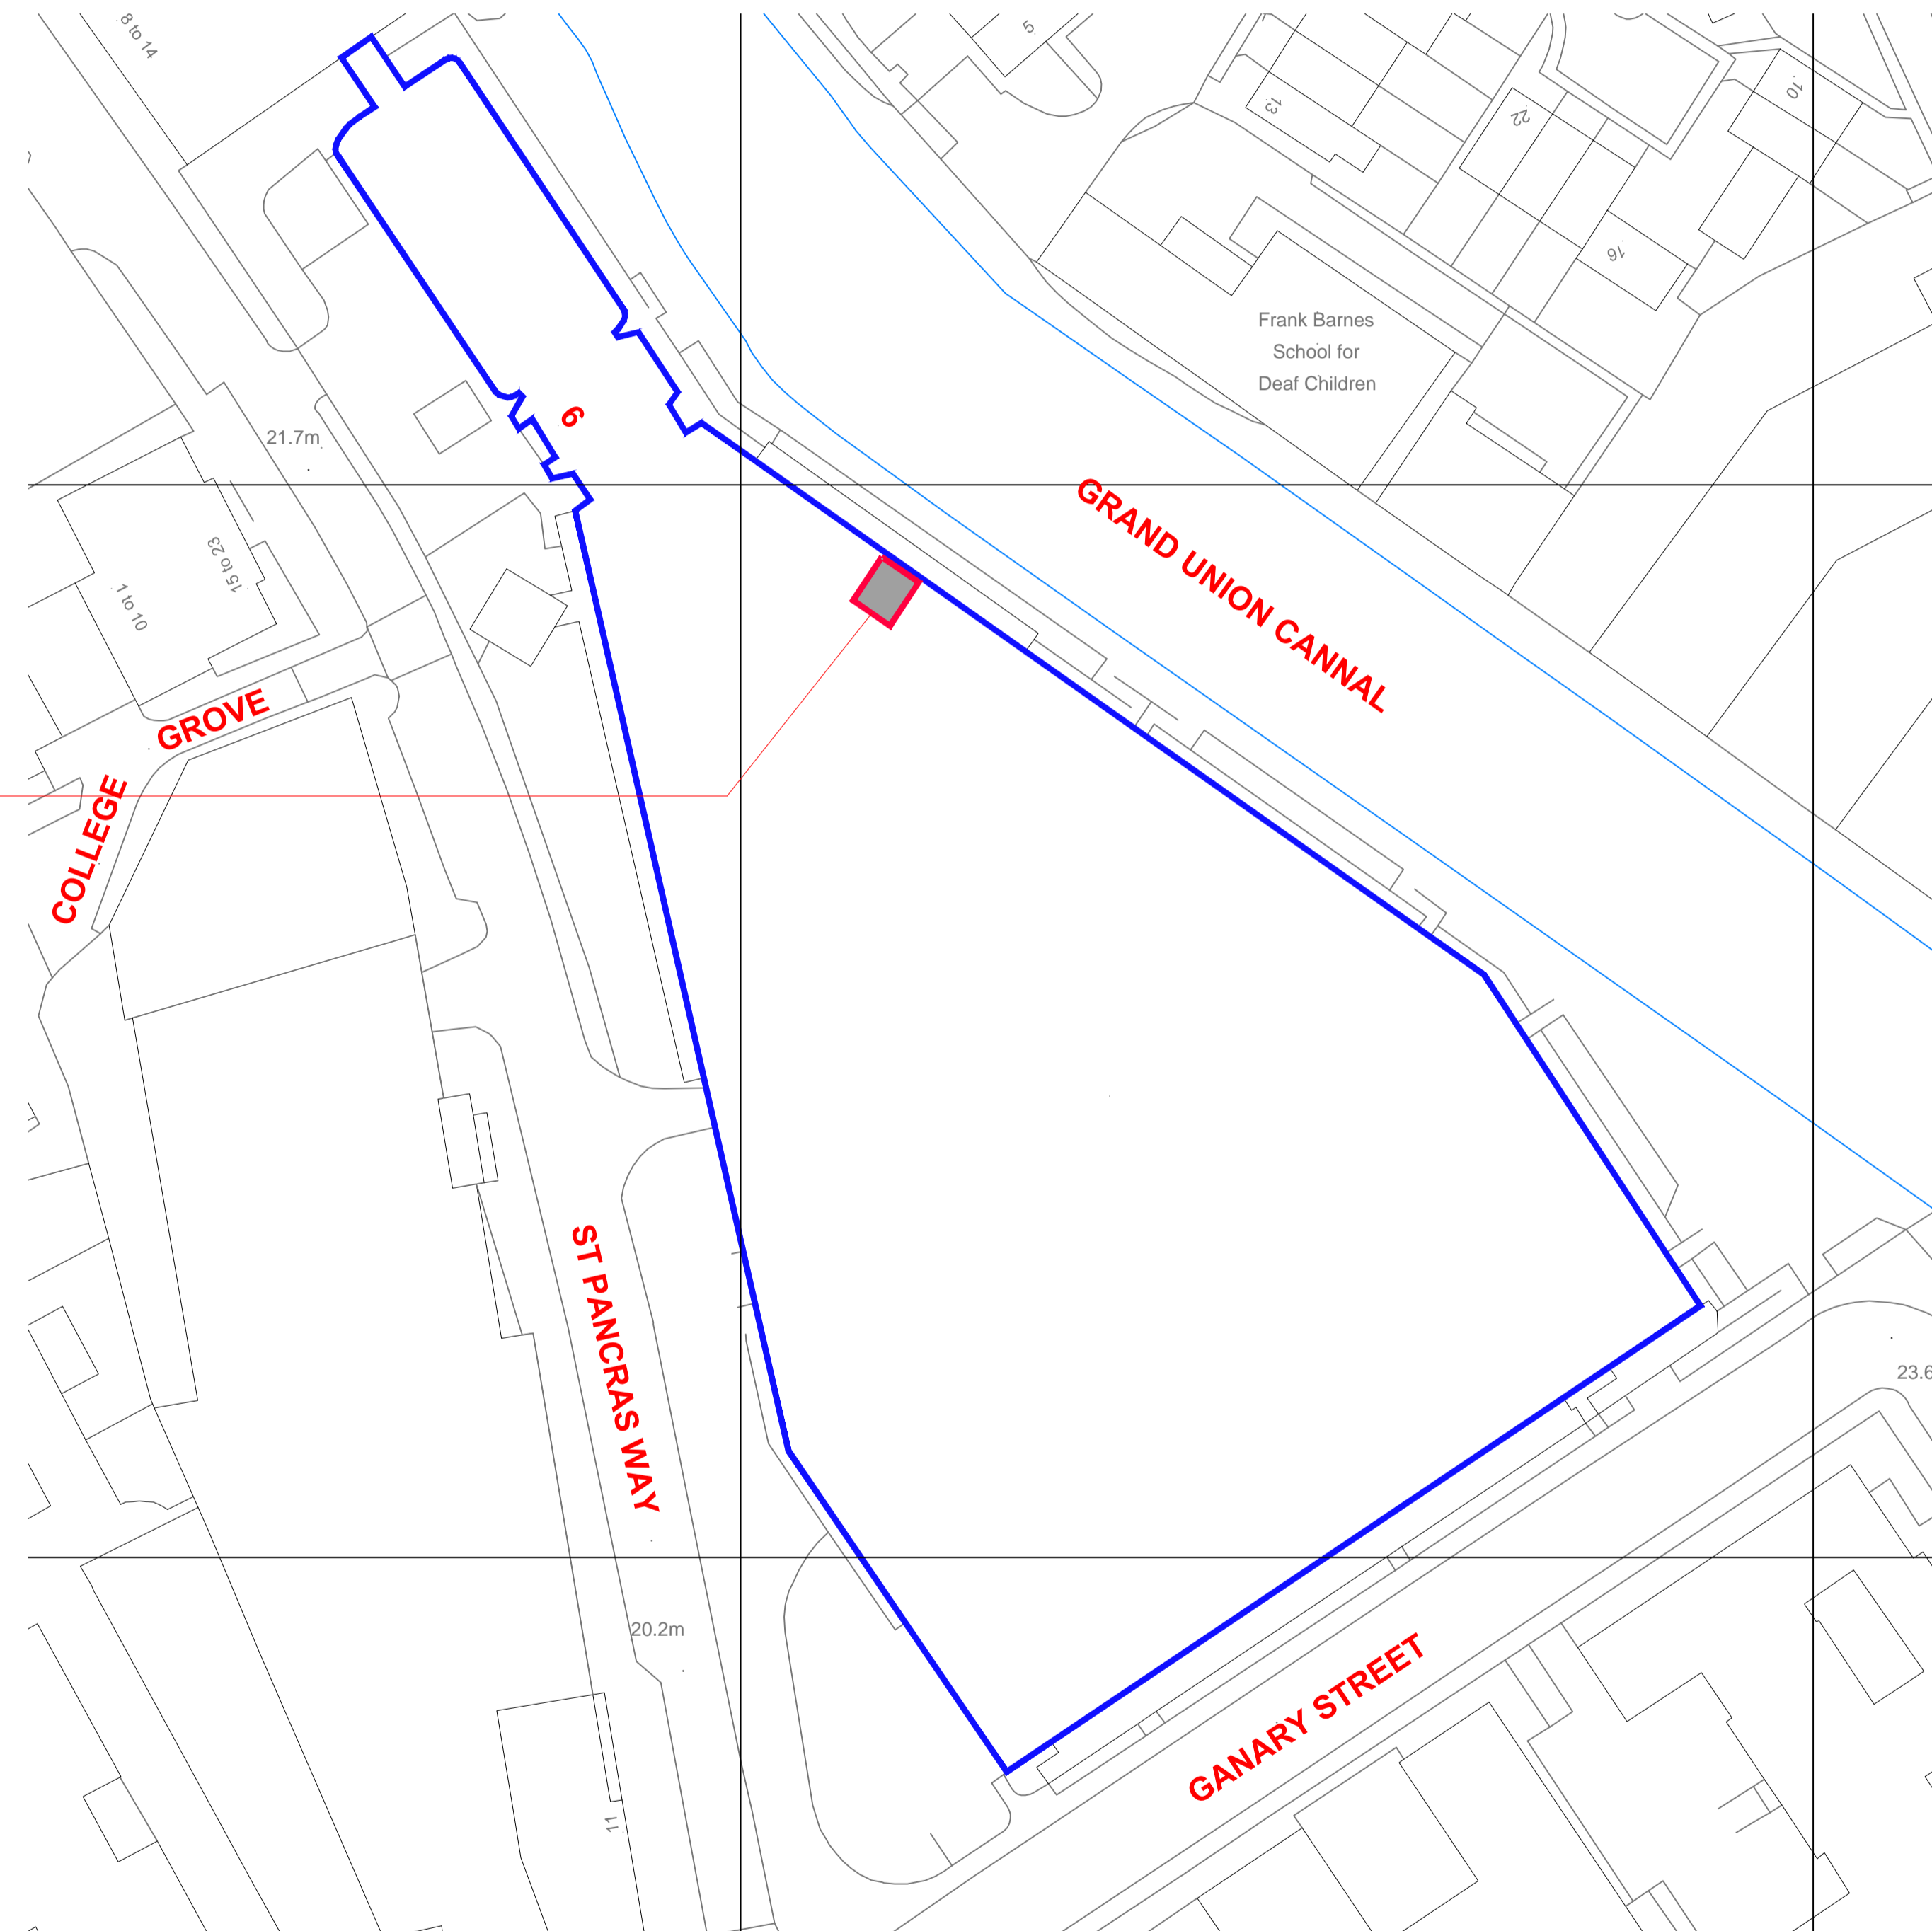 8 to 14
5
13
22
10
76
Frank Barnes
School for
Deaf Children
6
21.7m
GRAND UNION CANNAL
15 to 23
1 to 10
GROVE
COLLEGE
ST PANCRAS WAY
23.6
20.2m
GANARY STREET
11